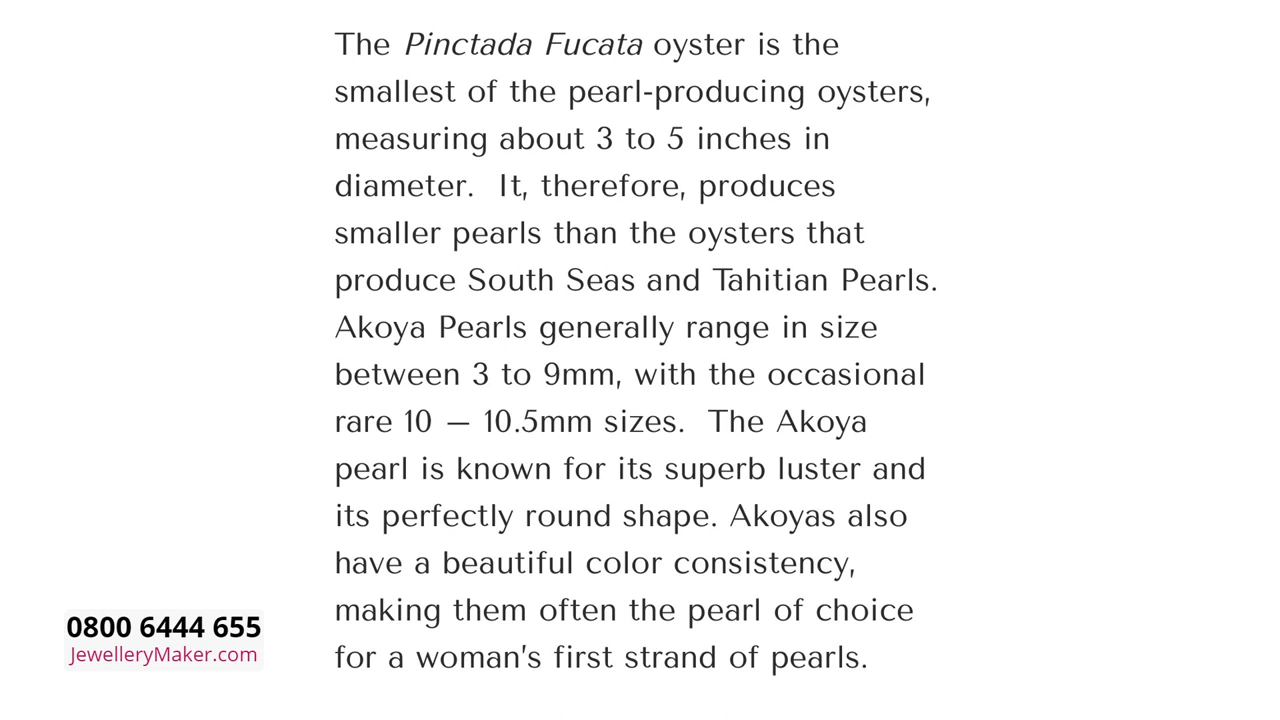 The Pinctada Fucata oyster is the
smallest of the pearl-producing oysters,
measuring about 3 to 5 inches in
diameter.  It, therefore, produces
smaller pearls than the oysters that
produce South Seas and Tahitian Pearls.
Akoya Pearls generally range in size
between 3 to 9mm, with the occasional
rare 10 – 10.5mm sizes.  The Akoya
pearl is known for its superb luster and
its perfectly round shape. Akoyas also
have a beautiful color consistency,
making them often the pearl of choice
for a woman's first strand of pearls.
0800 6444 655
JewelleryMaker.com